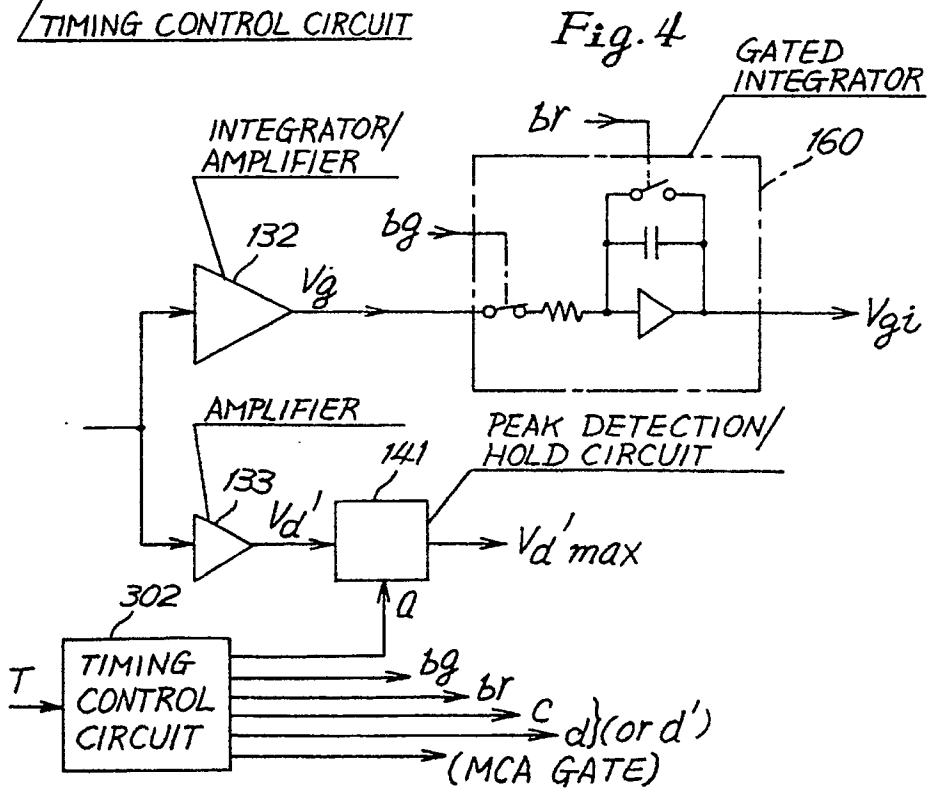 TIMING CONTROL CIRCUIT
Fig. 4
GATED
INTEGRATOR
INTEGRATOR/
AMPLIFIER
br
160
132
bg
Vg
Vgi
AMPLIFIER
PEAK DETECTION/
HOLD CIRCUIT
141
133
Vd'
Vd'max
302
a
T
TIMING
CONTROL
CIRCUIT
bg
br
c
d}(or d')
(MCA GATE)